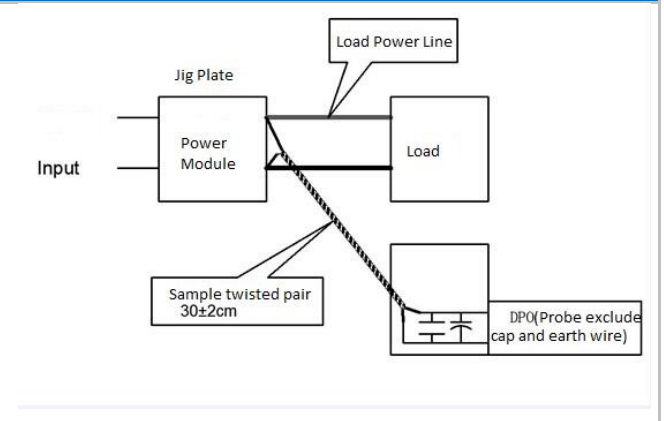 Load Power Line
Jig Plate
Power
Module
Load
Input
Sample twisted pair
30±2cm
DPO(Probe exclude
cap and earth wire)